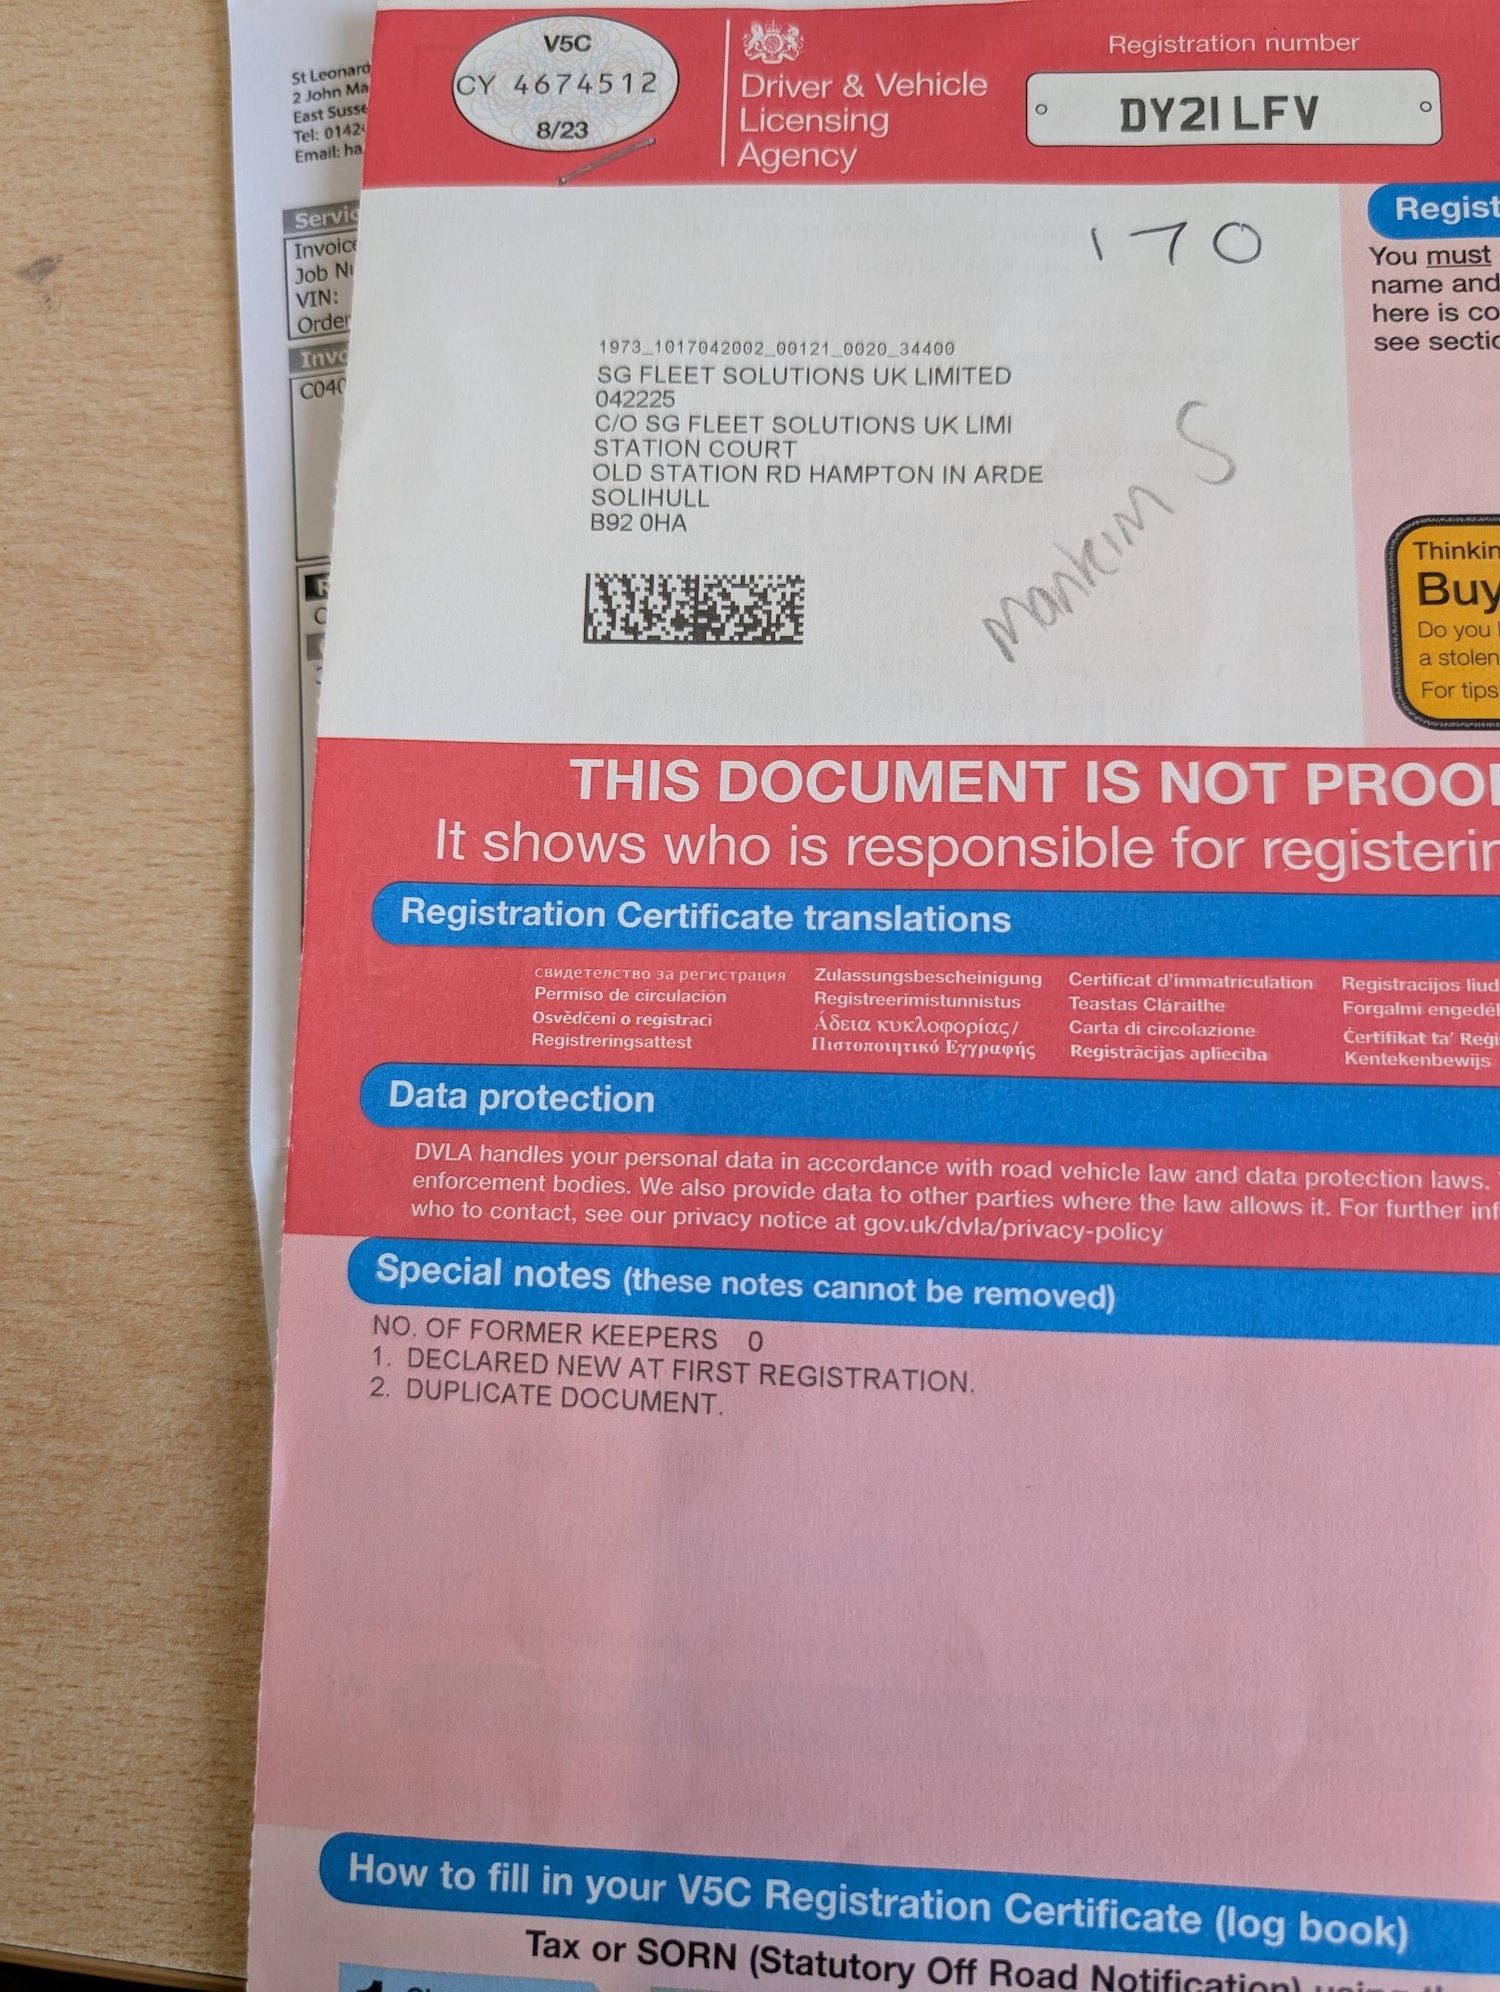 St Leonard
2 John Ma
East Susse
Tel: 0142
Email: ha
Servic
Invoice
Job Nu
VIN:
Order
Invo
C040
V5C
CY 4674512
8/23
Driver & Vehicle
Licensing
Agency
Registration number
DY21 LFV
170
Regist
You must
name and
here is co
see sectio
1973_1017042002_00121_0020_34400
SG FLEET SOLUTIONS UK LIMITED
042225
C/O SG FLEET SOLUTIONS UK LIMI
STATION COURT
OLD STATION RD HAMPTON IN ARDE
SOLIHULL
B92 0HA
Manheim S
Thinkin
Buy
Do you
a stolen
For tips
THIS DOCUMENT IS NOT PROOF
It shows who is responsible for registerin
Registration Certificate translations
свидетелство за регистрация
Permiso de circulación
Osvědčeni o registraci
Registreringsattest
Zulassungsbescheinigung
Registreerimistunnistus
Άδεια κυκλοφορίας/
Πιστοποιητικό Εγγραφής
Certificat d'immatriculation
Teastas Cláraithe
Carta di circolazione
Registrācijas apliecība
Registracijos liud
Forgalmi engedél
Ċertifikat ta' Reġi
Kentekenbewijs
Data protection
DVLA handles your personal data in accordance with road vehicle law and data protection laws.
enforcement bodies. We also provide data to other parties where the law allows it. For further inf
who to contact, see our privacy notice at gov.uk/dvla/privacy-policy
Special notes (these notes cannot be removed)
NO. OF FORMER KEEPERS 0
1. DECLARED NEW AT FIRST REGISTRATION.
2. DUPLICATE DOCUMENT.
How to fill in your V5C Registration Certificate (log book)
Tax or SORN (Statutory Off Road Notification) using